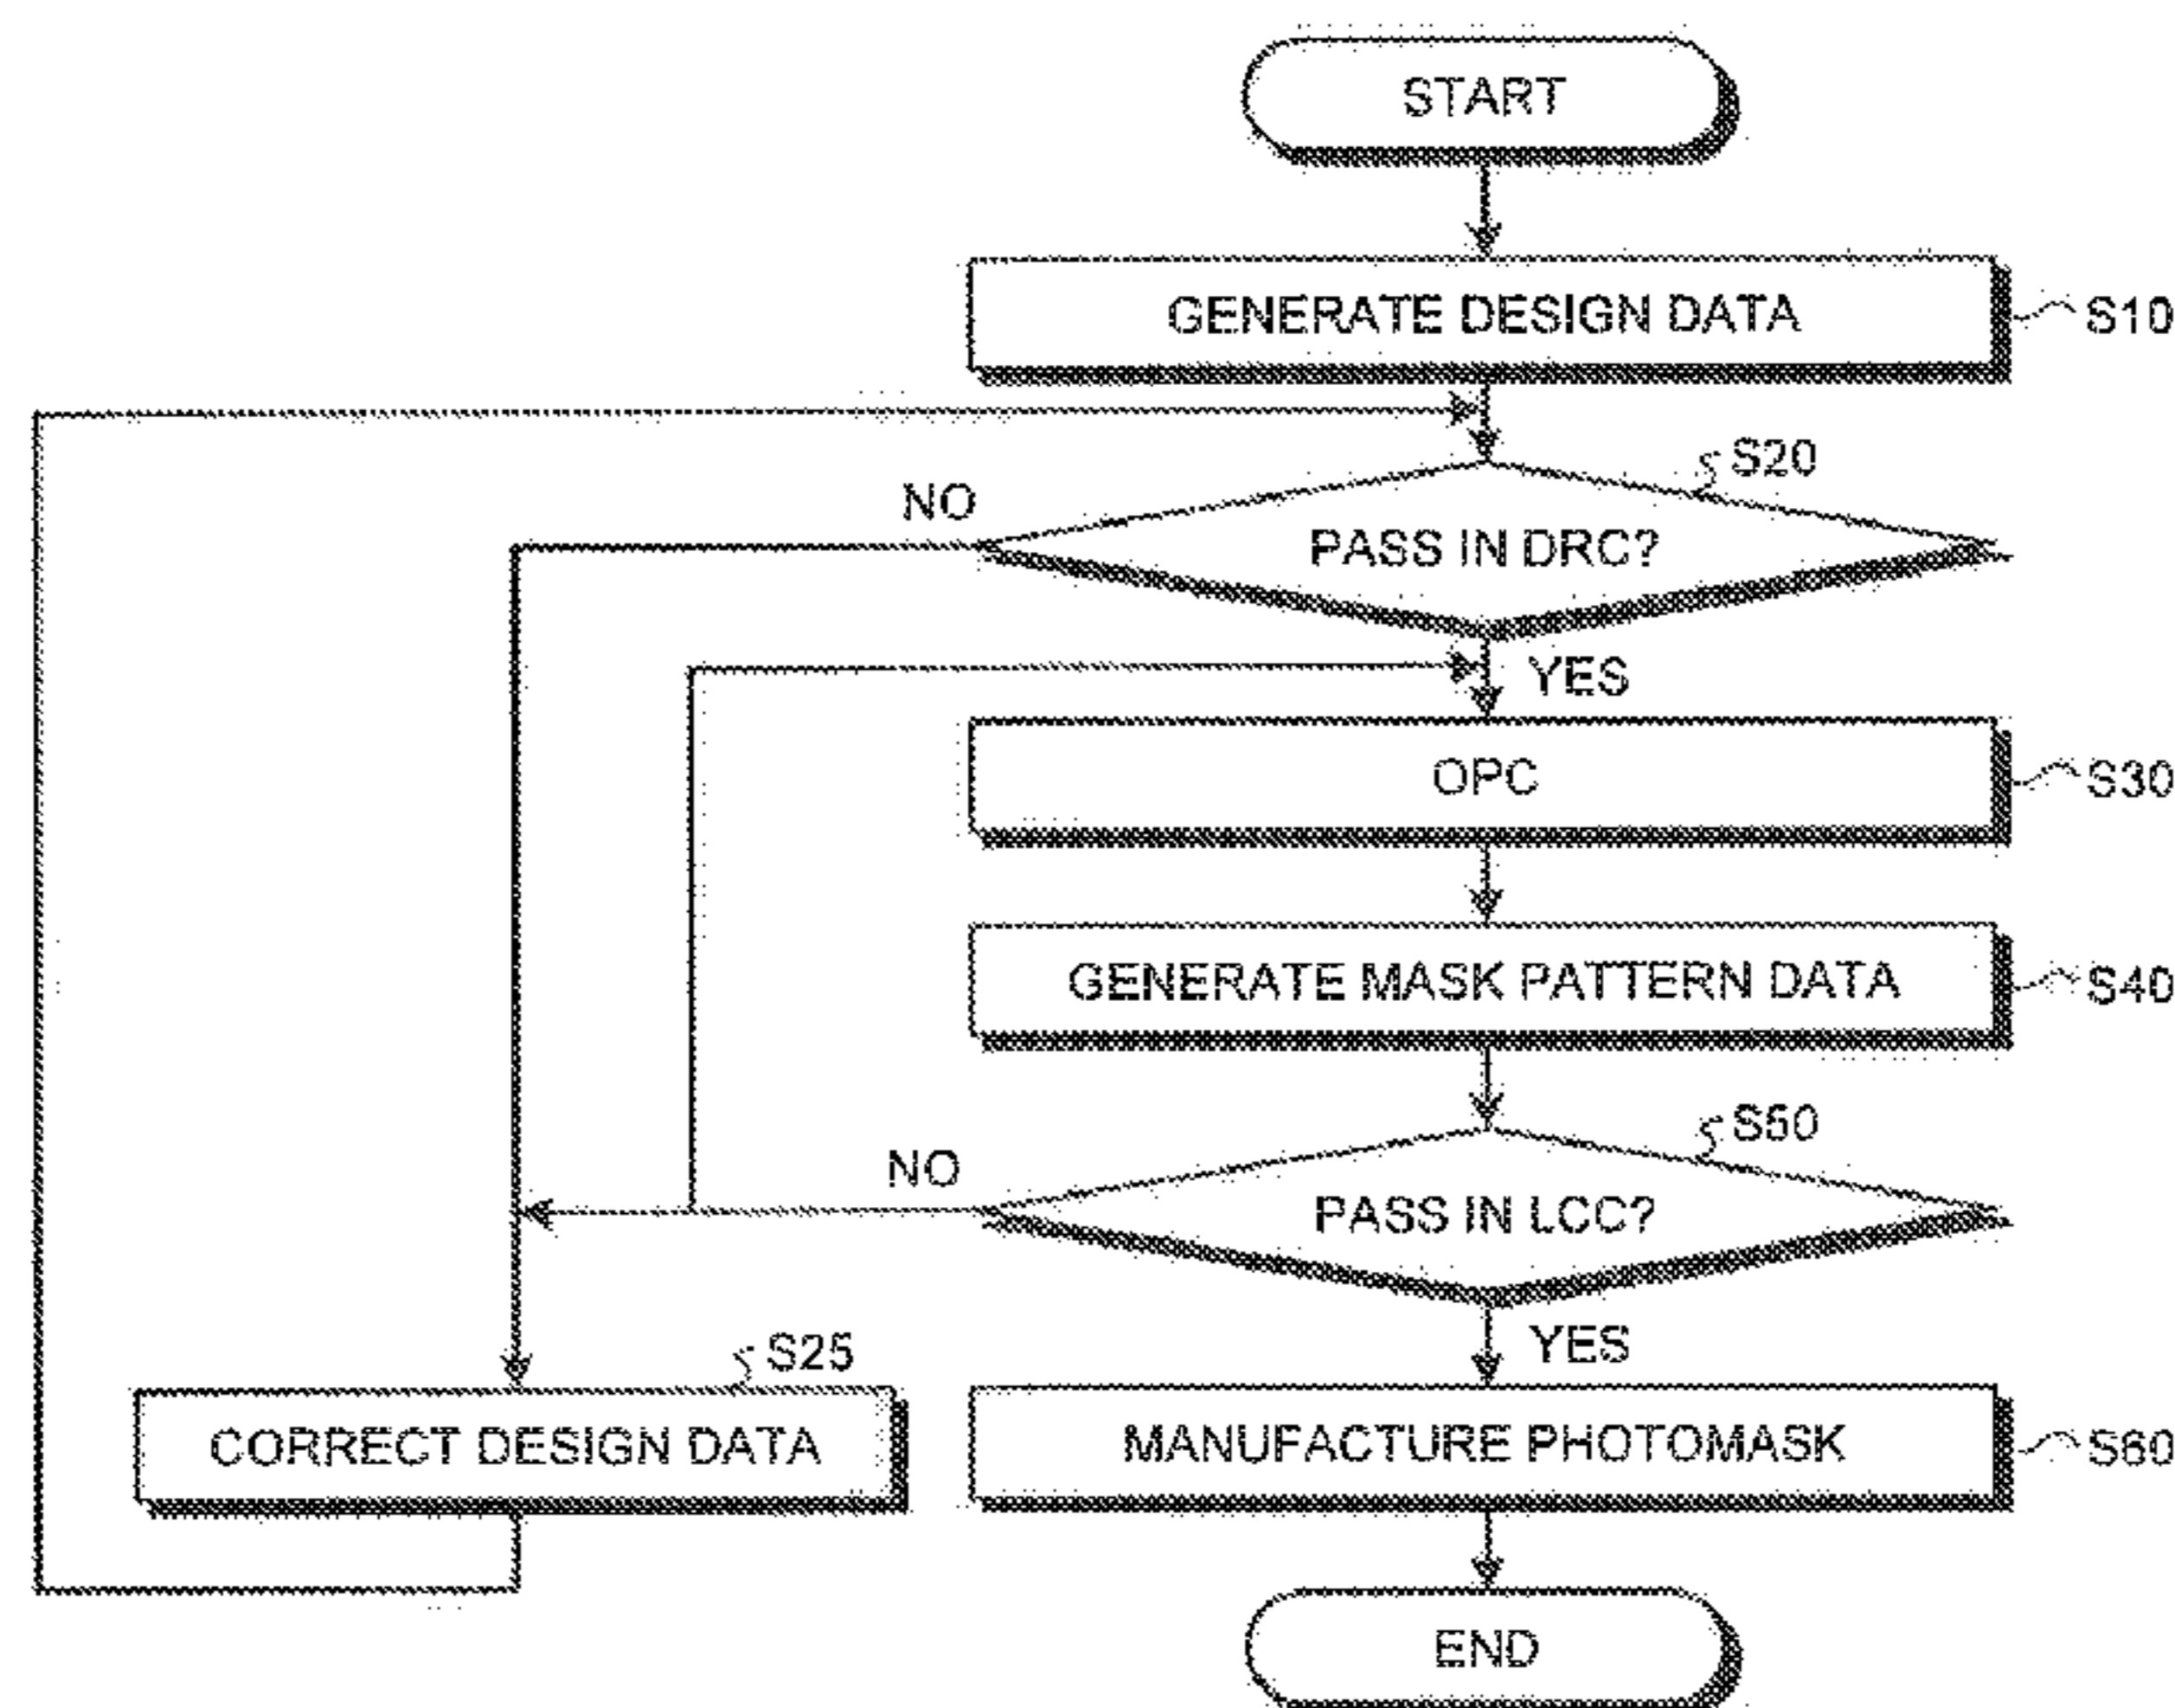 START
GENERATE DESIGN DATA
S10
S20
NO
PASS IN DRC?
YES
OPC
S30
GENERATE MASK PATTERN DATA
S40
S50
NO
PASS IN LCC?
YES
S25
CORRECT DESIGN DATA
MANUFACTURE PHOTOMASK
S60
END